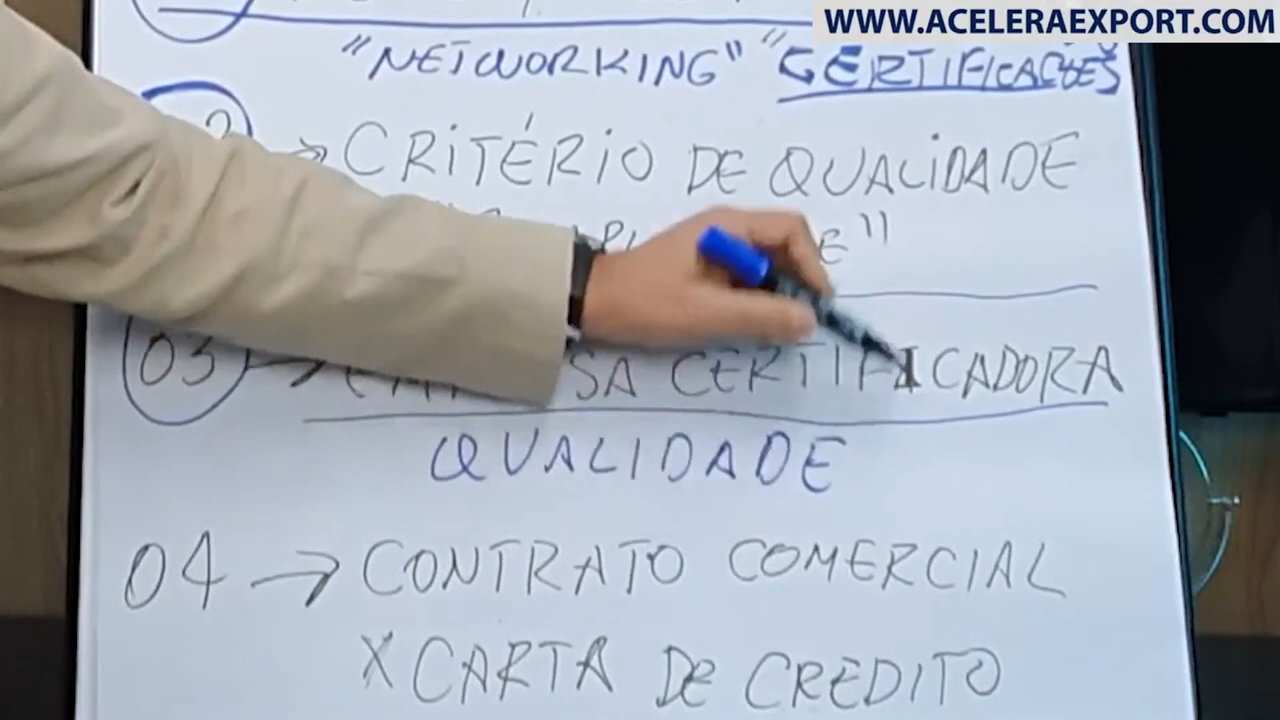 WWW.ACELERAEXPORT.COM
"NETWORKING" "CERTIFICAÇÕES
→ CRITÉRIO DE QUALIDADE
03 → SA CERTIFICADORA
QUALIDADE
04 → CONTRATO COMERCIAL
X CARTA DE CREDITO